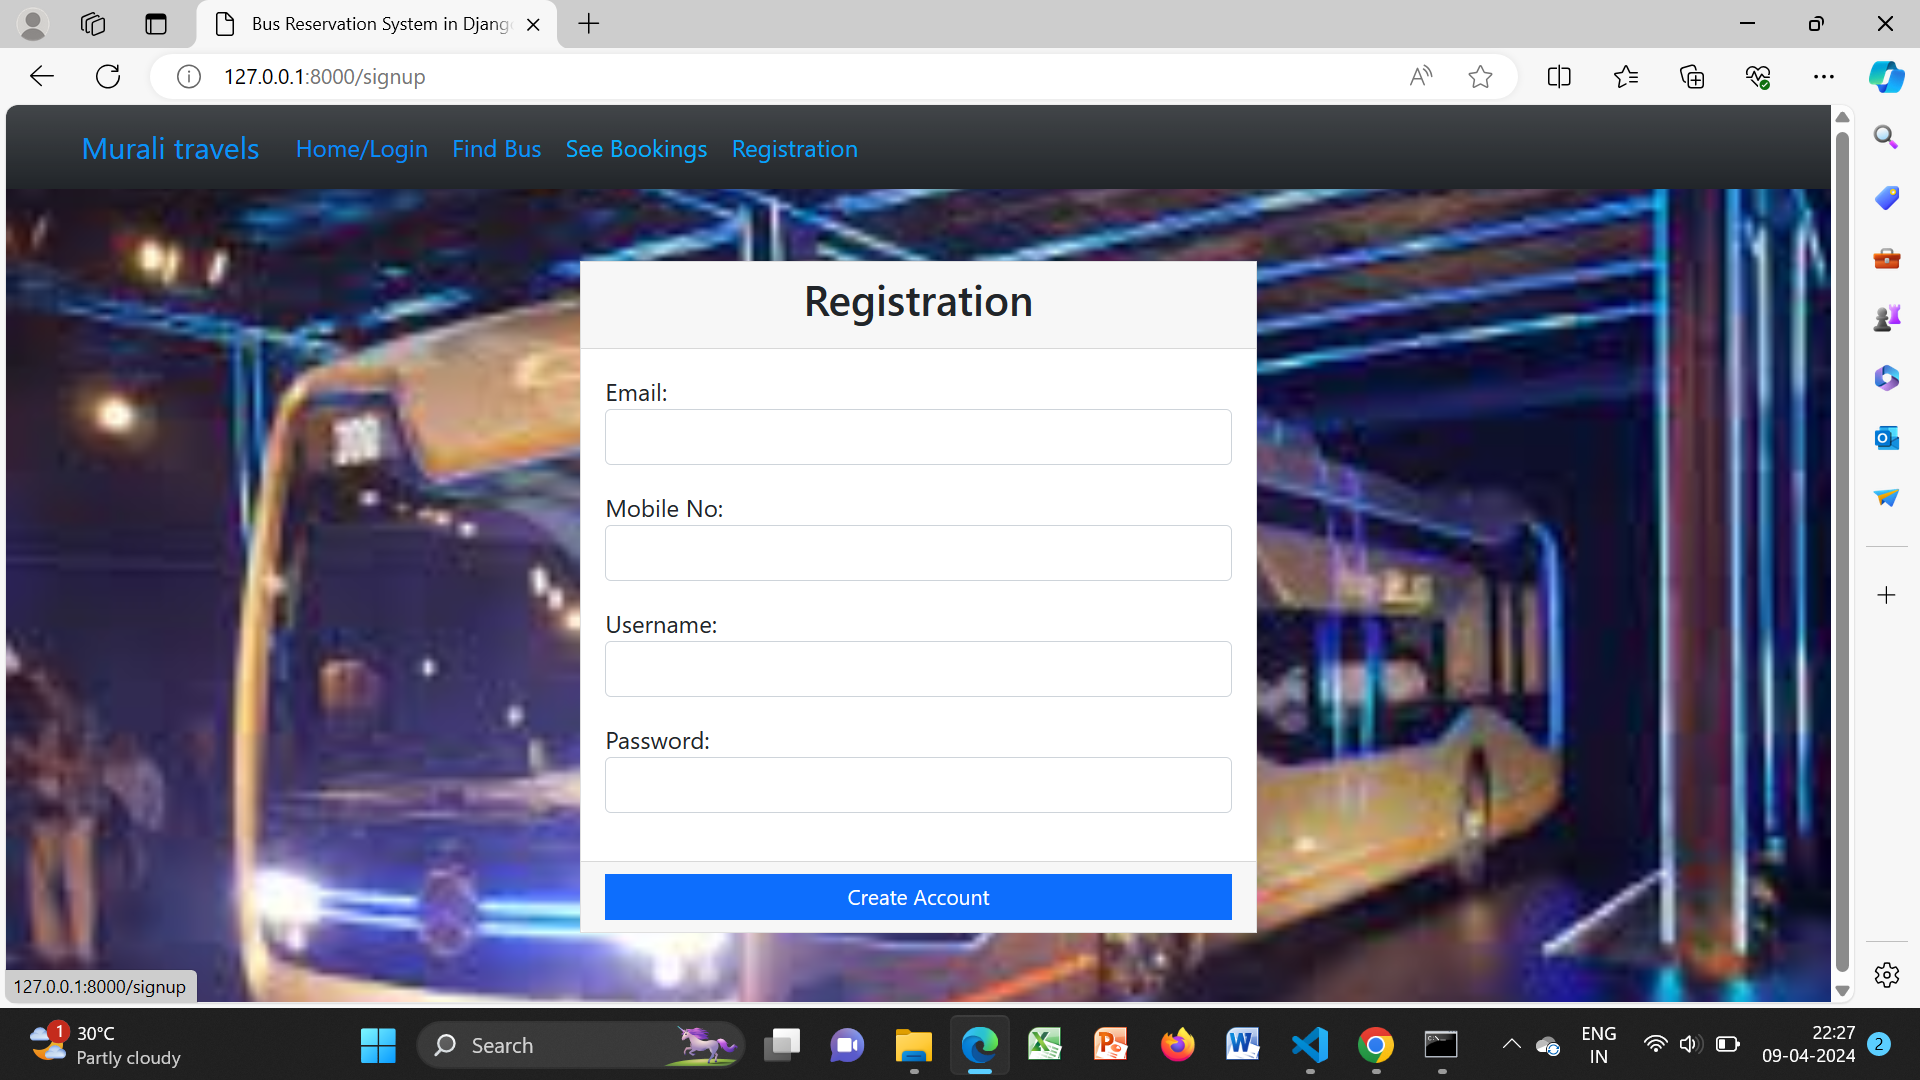 Bus Reservation System in Djang
127.0.0.1:8000/signup
Murali travels Home/Login Find Bus See Bookings Registration
Registration
Email:
Mobile No:
Username:
Password:
Create Account
127.0.0.1:8000/signup
1 30°C
Partly cloudy
Search
ENG
IN
22:27
09-04-2024
2